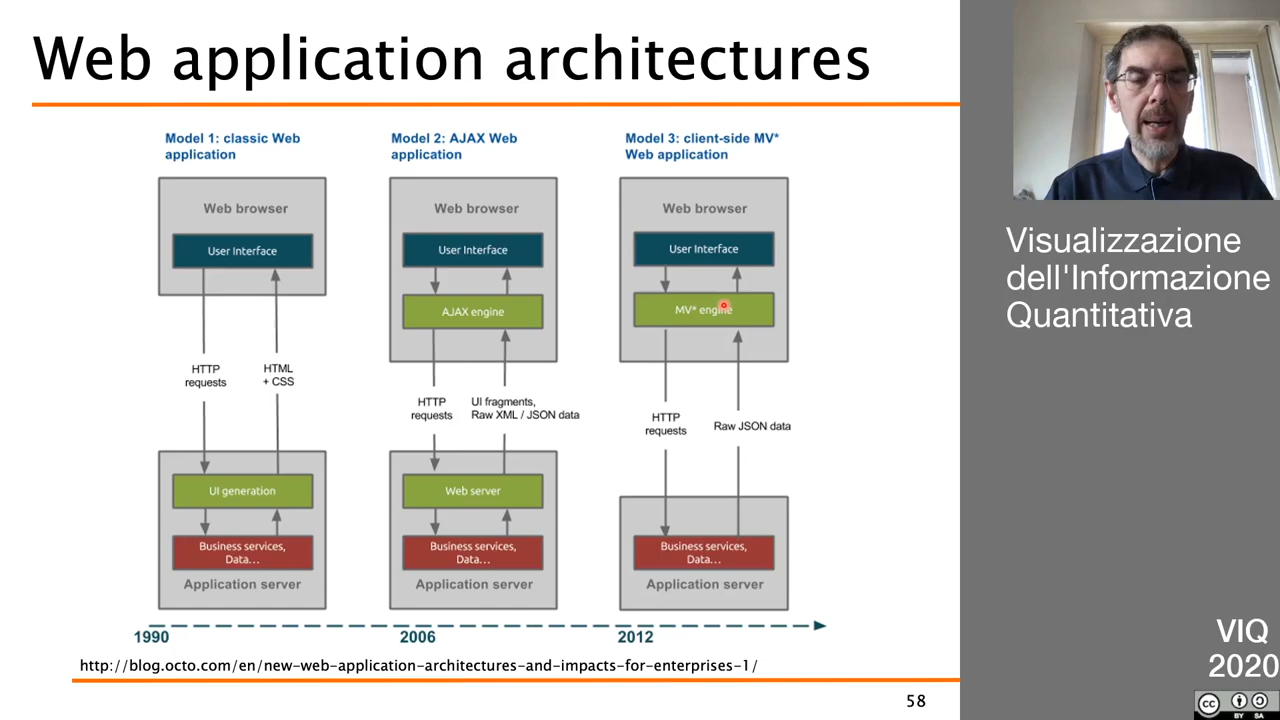 Web application architectures
Model 1: classic Web
application
Web browser
User Interface
HTTP
requests
HTML
+ CSS
UI generation
Business services,
Data...
Application server
Model 2: AJAX Web
application
Web browser
User Interface
AJAX engine
HTTP
requests
UI fragments,
Raw XML / JSON data
Web server
Business services,
Data...
Application server
Model 3: client-side MV*
Web application
Web browser
User Interface
MV* engine
HTTP
requests
Raw JSON data
Business services,
Data...
Application server
1990
2006
2012
http://blog.octo.com/en/new-web-application-architectures-and-impacts-for-enterprises-1/
58
Visualizzazione
dell'Informazione
Quantitativa
VIQ
2020
cc
BY SA